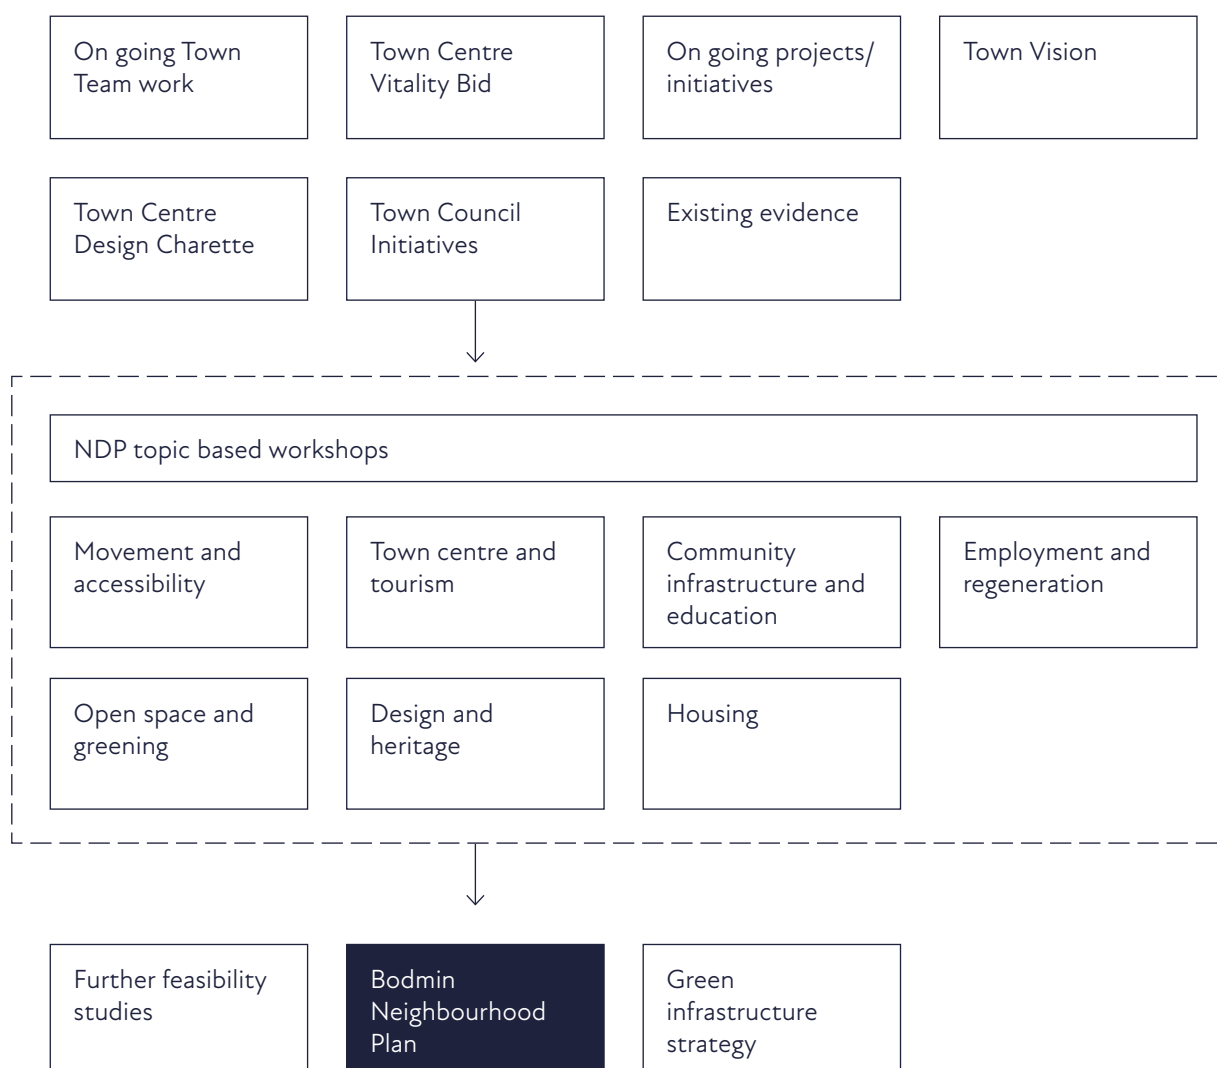 On going Town
Team work
Town Centre
Vitality Bid
On going projects/
initiatives
Town Vision
Town Centre
Design Charette
Town Council
Initiatives
Existing evidence
NDP topic based workshops
Movement and
accessibility
Town centre and
tourism
Community
infrastructure and
education
Employment and
regeneration
Open space and
greening
Design and
heritage
Housing
Further feasibility
studies
Bodmin
Neighbourhood
Plan
Green
infrastructure
strategy